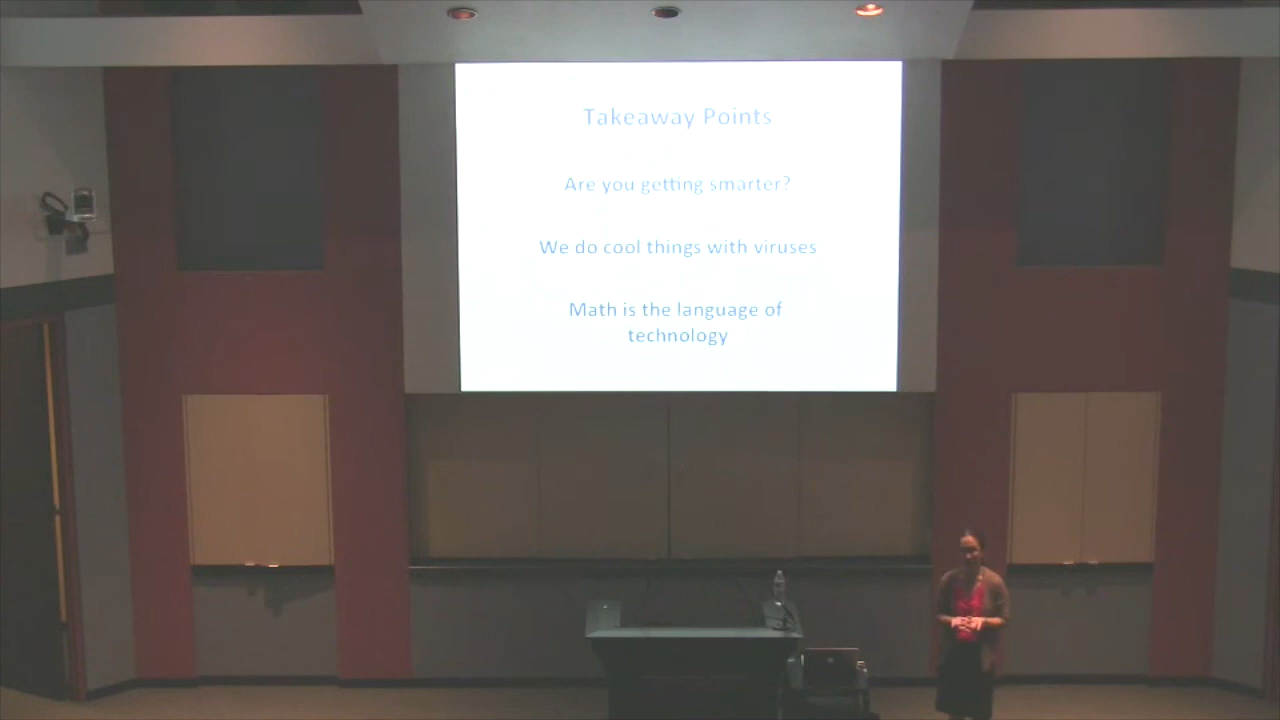 Takeaway Points
Are you getting smarter?
We do cool things with viruses
Math is the language of
technology